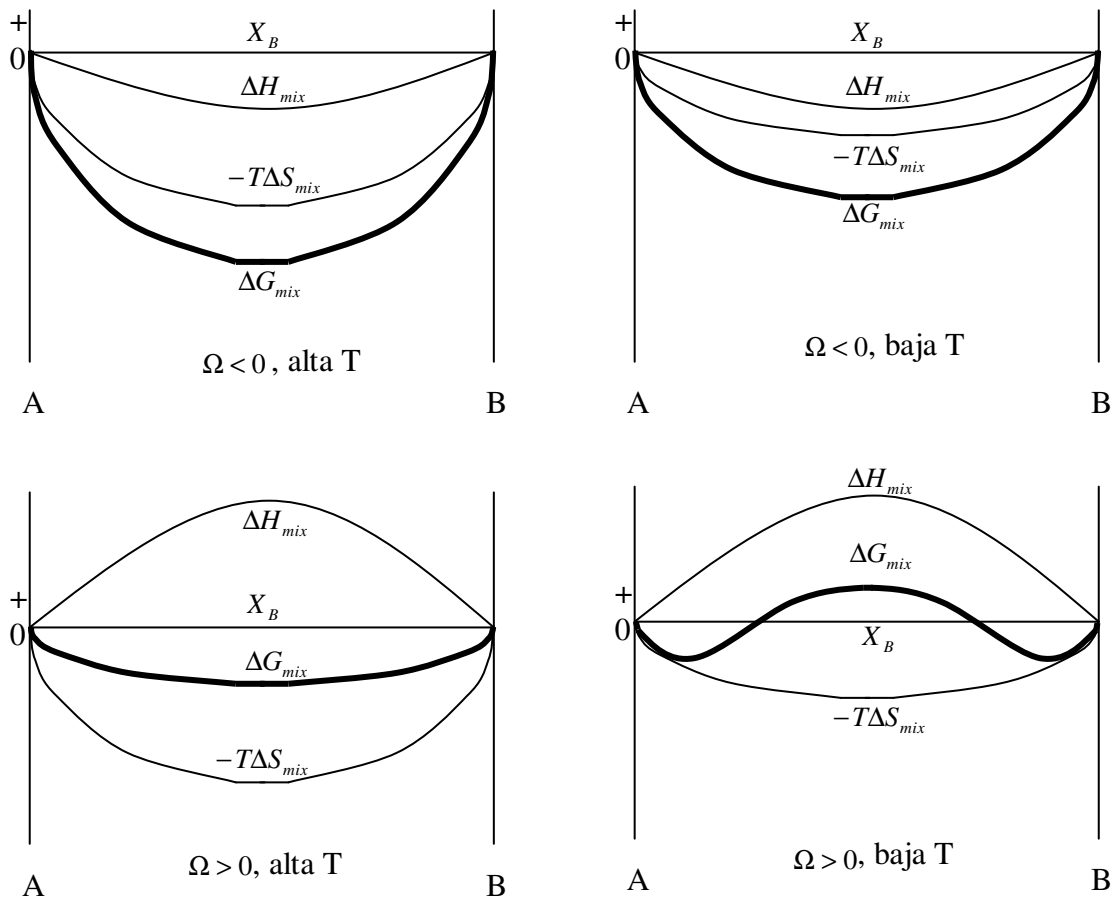 +
0
X_B
ΔH_mix
−TΔS_mix
ΔG_mix
Ω < 0 , alta T
A B
+
0
X_B
ΔH_mix
−TΔS_mix
ΔG_mix
Ω < 0, baja T
A B
ΔH_mix
+
0
X_B
ΔG_mix
−TΔS_mix
Ω > 0, alta T
A B
ΔH_mix
ΔG_mix
+
0
X_B
−TΔS_mix
Ω > 0, baja T
A B